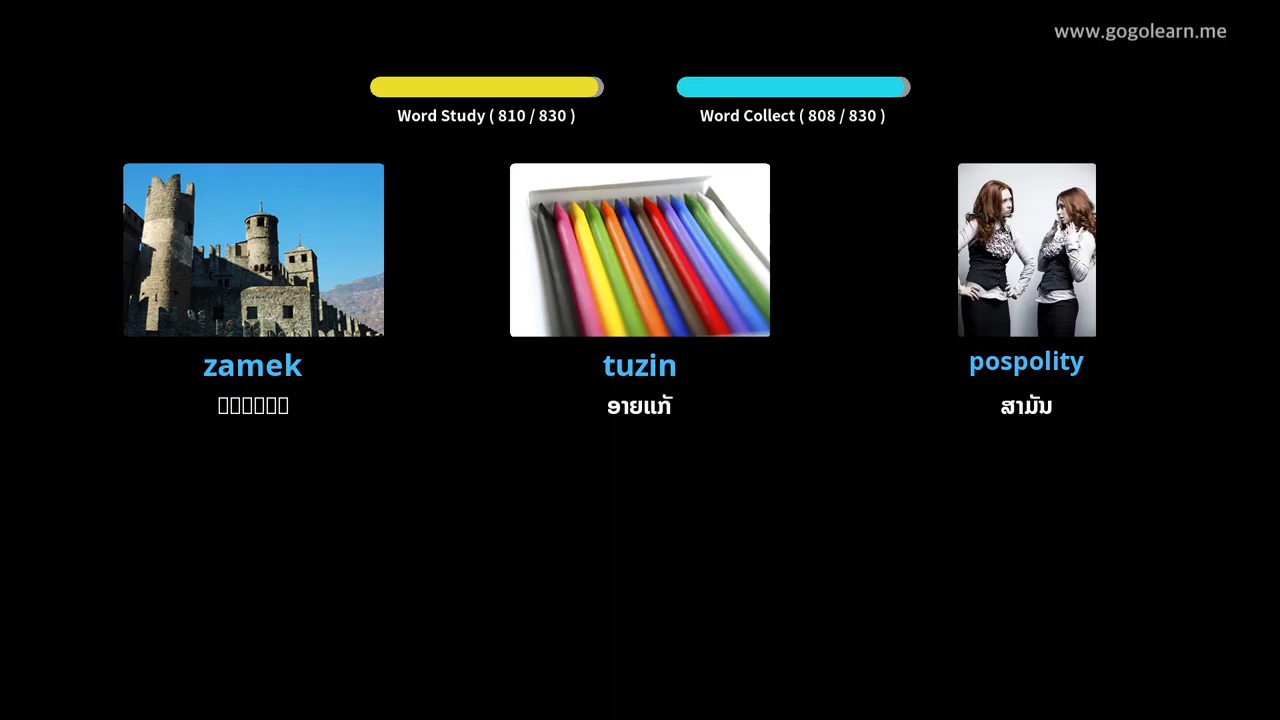 www.gogolearn.me
Word Study ( 810 / 830 )
Word Collect ( 808 / 830 )
zamek
tuzin
pospolity
ອາຍແກັ
ສາມັນ